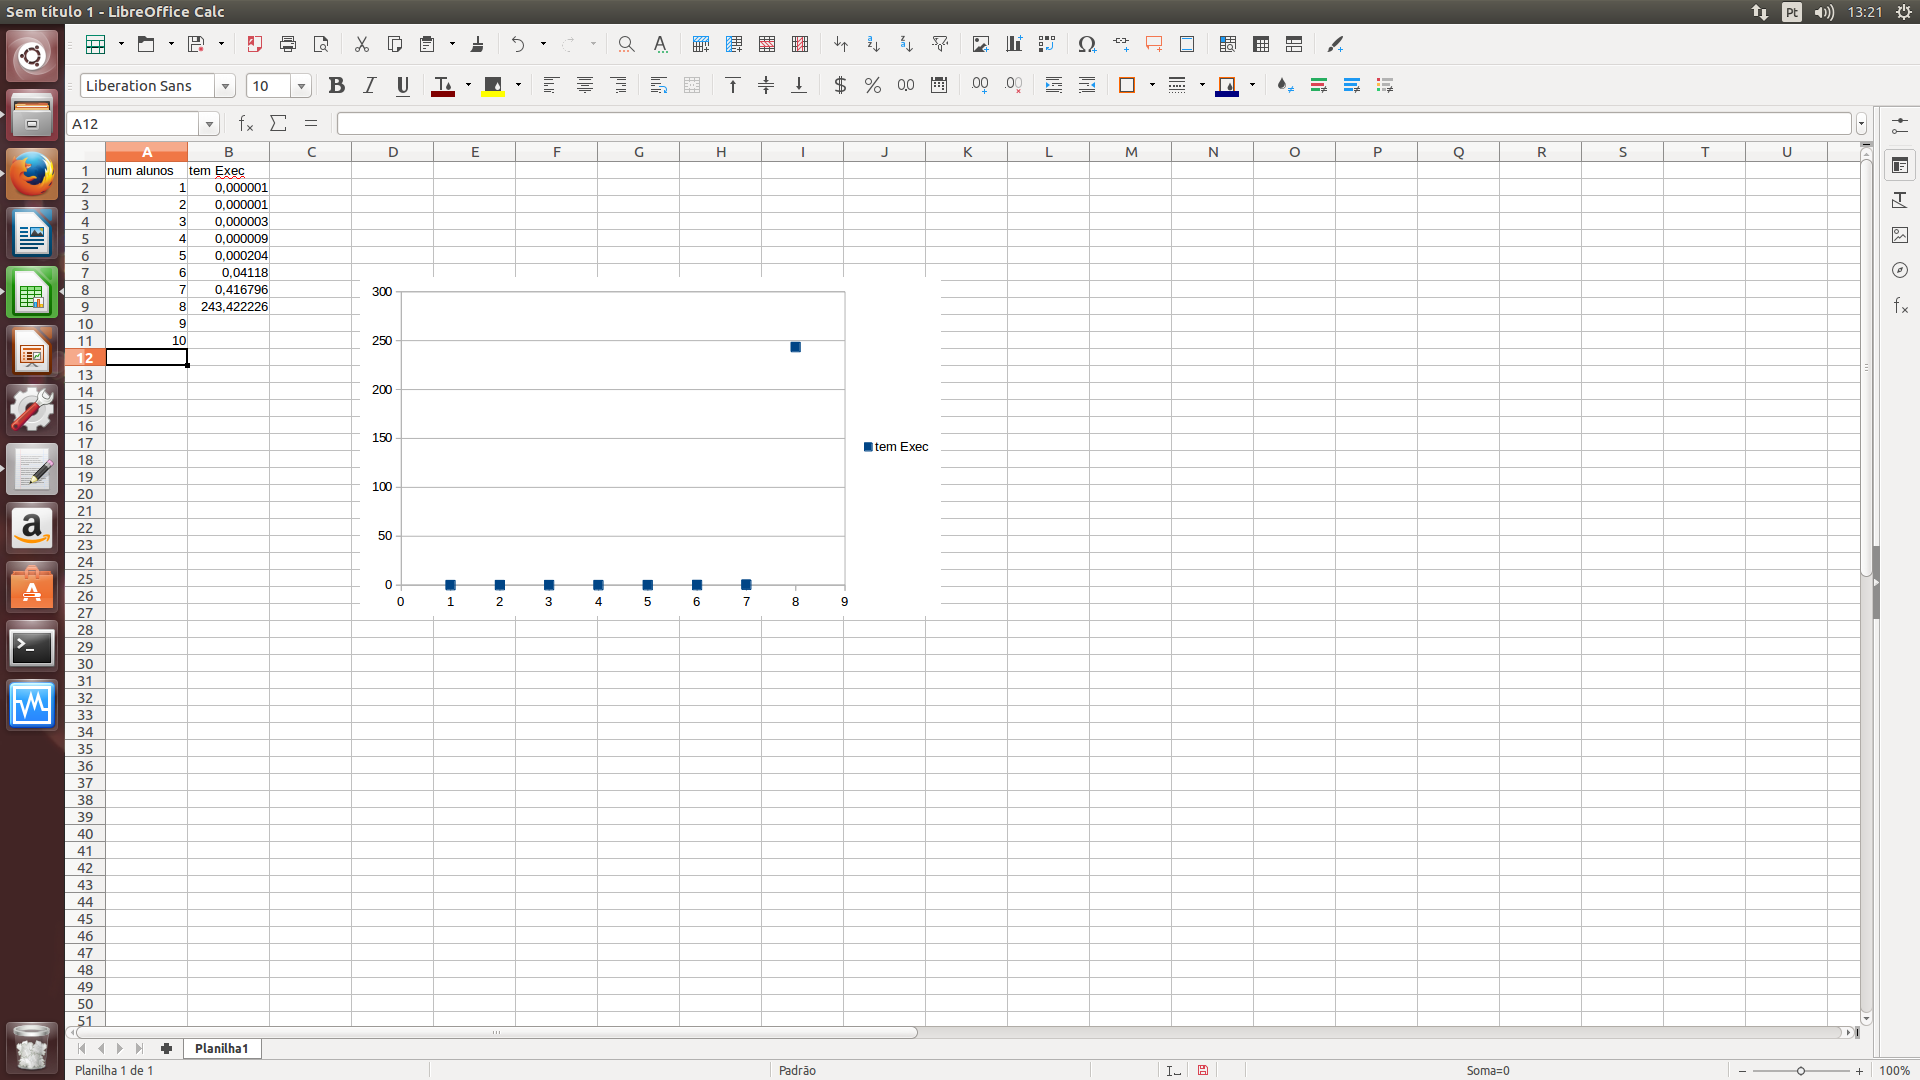 Sem título 1 - LibreOffice Calc
Pt
13:21
Liberation Sans
10
A12
A B C D E F G H I J K L M N O P Q R S T U
1 num alunos tem Exec
2 1 0,000001
3 2 0,000001
4 3 0,000003
5 4 0,000009
6 5 0,000204
7 6 0,04118
8 7 0,416796
9 8 243,422226
10 9
11 10
12
13
14
15
16
17
18
19
20
21
22
23
24
25
26
27
28
29
30
31
32
33
34
35
36
37
38
39
40
41
42
43
44
45
46
47
48
49
50
51
300
250
200
150
100
50
0
0 1 2 3 4 5 6 7 8 9
tem Exec
Planilha1
Planilha 1 de 1
Padrão
Soma=0
100%